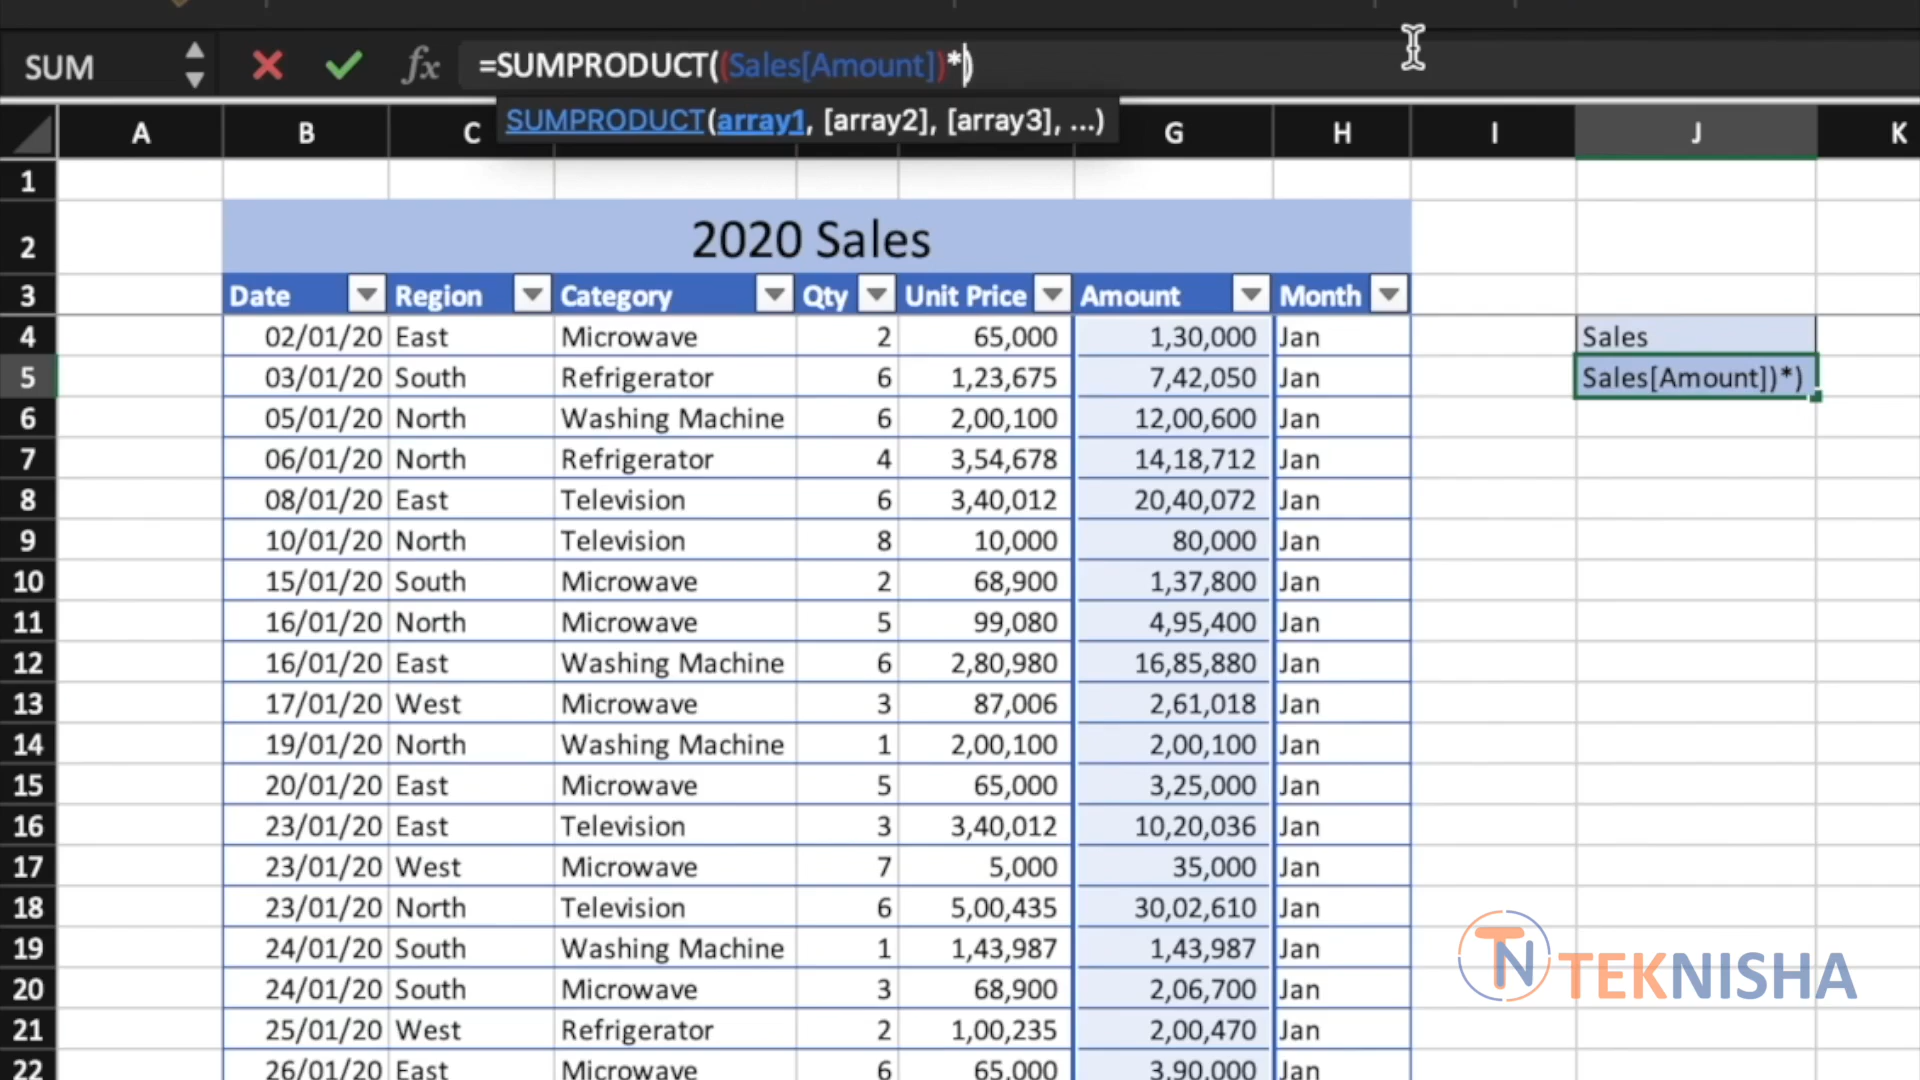 SUM fx =SUMPRODUCT((Sales[Amount])*)
SUMPRODUCT(array1, [array2], [array3], ...)
A B C G H I J K
1
2 2020 Sales
3 Date Region Category Qty Unit Price Amount Month
4 02/01/20 East Microwave 2 65,000 1,30,000 Jan Sales
5 03/01/20 South Refrigerator 6 1,23,675 7,42,050 Jan Sales[Amount])*)
6 05/01/20 North Washing Machine 6 2,00,100 12,00,600 Jan
7 06/01/20 North Refrigerator 4 3,54,678 14,18,712 Jan
8 08/01/20 East Television 6 3,40,012 20,40,072 Jan
9 10/01/20 North Television 8 10,000 80,000 Jan
10 15/01/20 South Microwave 2 68,900 1,37,800 Jan
11 16/01/20 North Microwave 5 99,080 4,95,400 Jan
12 16/01/20 East Washing Machine 6 2,80,980 16,85,880 Jan
13 17/01/20 West Microwave 3 87,006 2,61,018 Jan
14 19/01/20 North Washing Machine 1 2,00,100 2,00,100 Jan
15 20/01/20 East Microwave 5 65,000 3,25,000 Jan
16 23/01/20 East Television 3 3,40,012 10,20,036 Jan
17 23/01/20 West Microwave 7 5,000 35,000 Jan
18 23/01/20 North Television 6 5,00,435 30,02,610 Jan
19 24/01/20 South Washing Machine 1 1,43,987 1,43,987 Jan
20 24/01/20 South Microwave 3 68,900 2,06,700 Jan
21 25/01/20 West Refrigerator 2 1,00,235 2,00,470 Jan
22 26/01/20 East Microwave 6 65,000 3,90,000 Jan
TN TEKNISHA